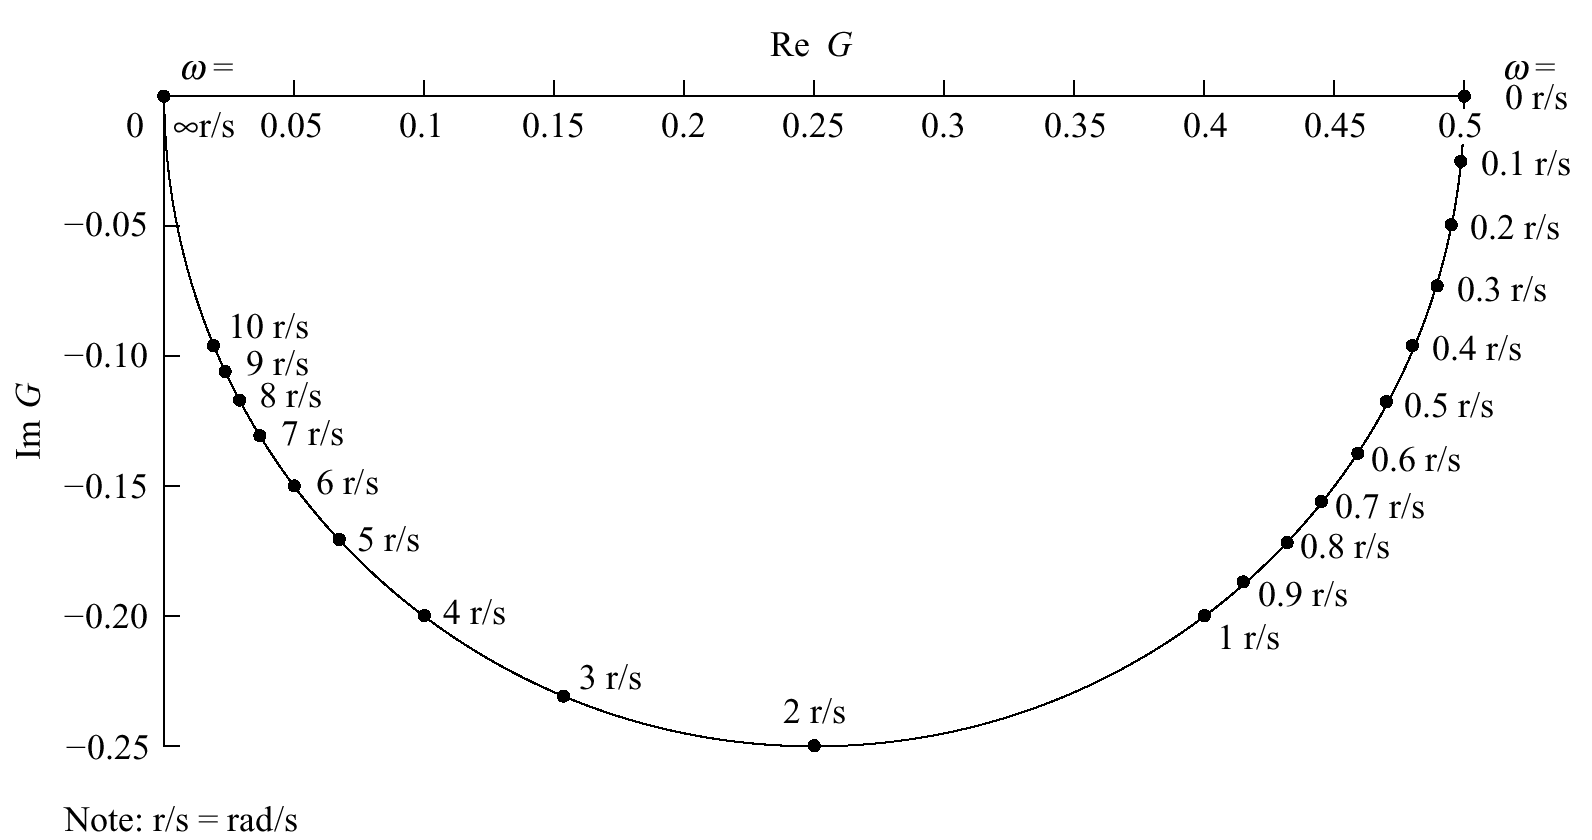 Re G
ω =
0 ∞r/s 0.05 0.1 0.15 0.2 0.25 0.3 0.35 0.4 0.45 0.5
ω =
0 r/s
0.1 r/s
0.2 r/s
0.3 r/s
0.4 r/s
0.5 r/s
0.6 r/s
0.7 r/s
0.8 r/s
0.9 r/s
1 r/s
2 r/s
3 r/s
4 r/s
5 r/s
6 r/s
7 r/s
8 r/s
9 r/s
10 r/s
−0.05
−0.10
−0.15
−0.20
−0.25
Im G
Note: r/s = rad/s